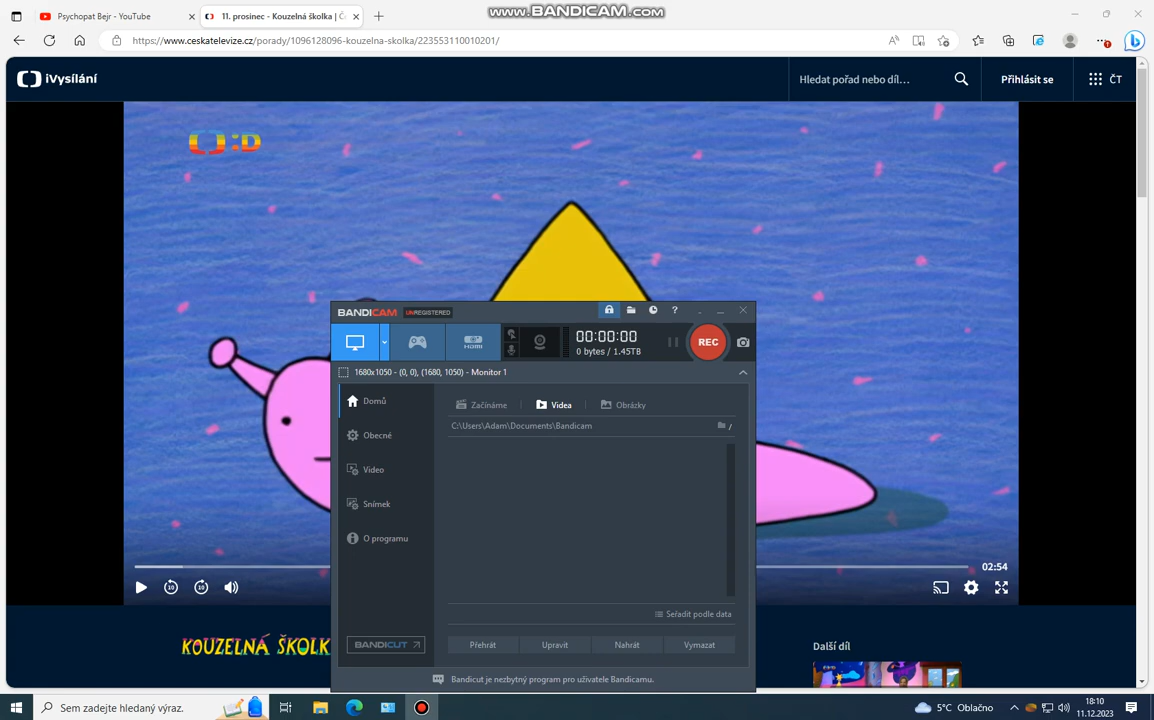 www.BANDICAM.com
Psychopat Bejr - YouTube
11. prosinec - Kouzelná školka | Č
https://www.ceskatelevize.cz/porady/1096128096-kouzelna-skolka/223553110010201/
iVysílání
Hledat pořad nebo díl...
Přihlásit se
ČT
:D
BANDICAM UNREGISTERED
HDMI
00:00:00
0 bytes / 1.45TB
REC
1680x1050 - (0, 0), (1680, 1050) - Monitor 1
Domů
Obecné
Video
Snímek
O programu
BANDICUT
Začínáme
Videa
Obrázky
C:\Users\Adam\Documents\Bandicam
Seřadit podle data
Přehrát
Upravit
Nahrát
Vymazat
Bandicut je nezbytný program pro uživatele Bandicamu.
10
10
02:54
KOUZELNÁ ŠKOLK
Další díl
Sem zadejte hledaný výraz.
5°C Oblačno
18:10
11.12.2023